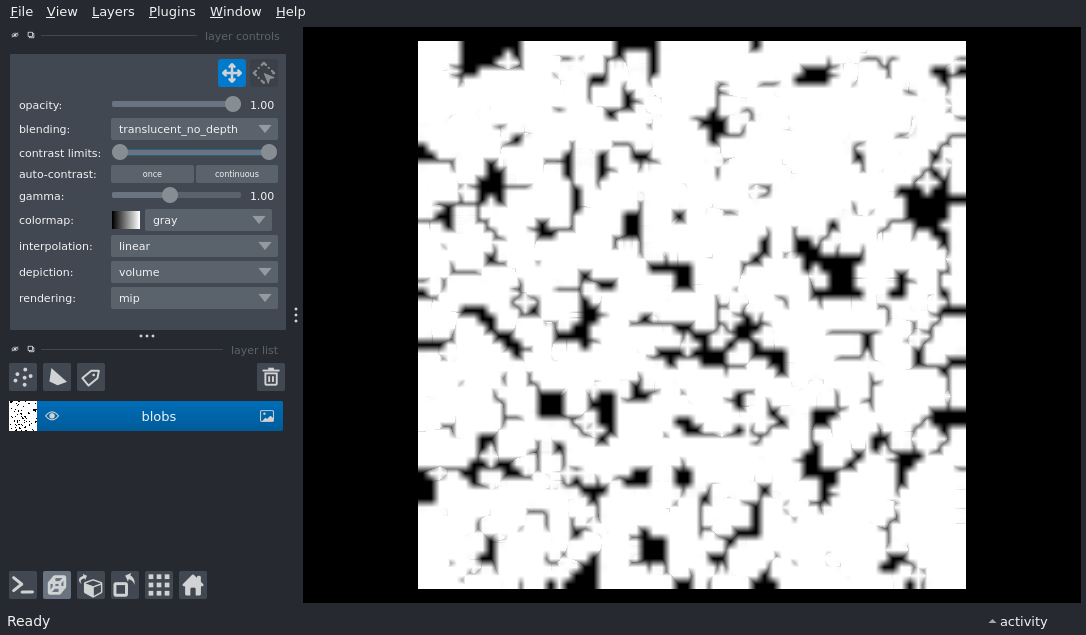 File View Layers Plugins Window Help
layer controls
opacity: 1.00
blending: translucent_no_depth
contrast limits:
auto-contrast: once continuous
gamma: 1.00
colormap: gray
interpolation: linear
depiction: volume
rendering: mip
layer list
blobs
Ready activity